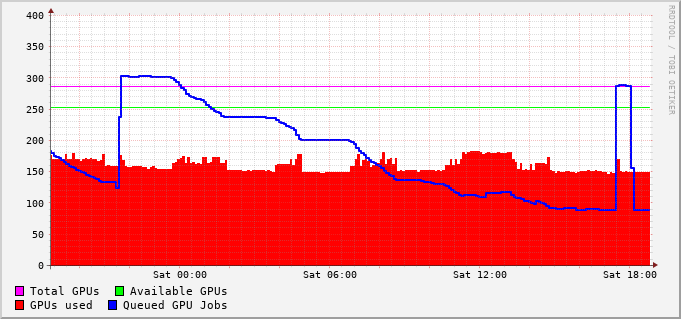 400
350
300
250
200
150
100
50
0
Sat 00:00 Sat 06:00 Sat 12:00 Sat 18:00
Total GPUs Available GPUs
GPUs used Queued GPU Jobs
RRDTOOL / TOBI OETIKER